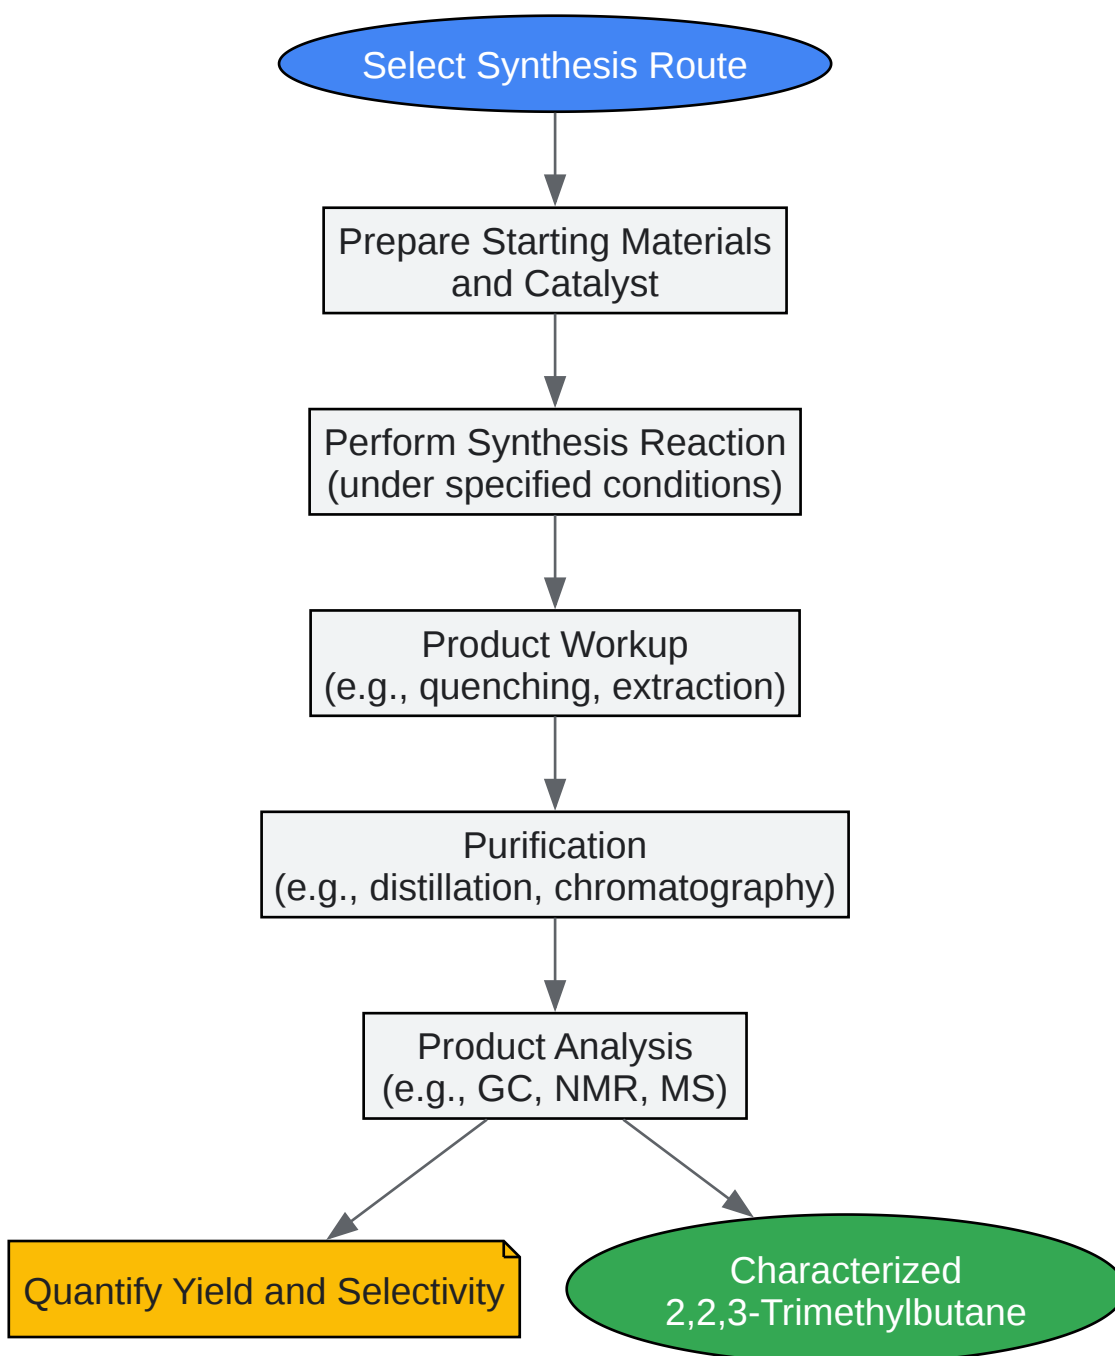 Select Synthesis Route
Prepare Starting Materials
and Catalyst
Perform Synthesis Reaction
(under specified conditions)
Product Workup
(e.g., quenching, extraction)
Purification
(e.g., distillation, chromatography)
Product Analysis
(e.g., GC, NMR, MS)
Quantify Yield and Selectivity
Characterized
2,2,3-Trimethylbutane